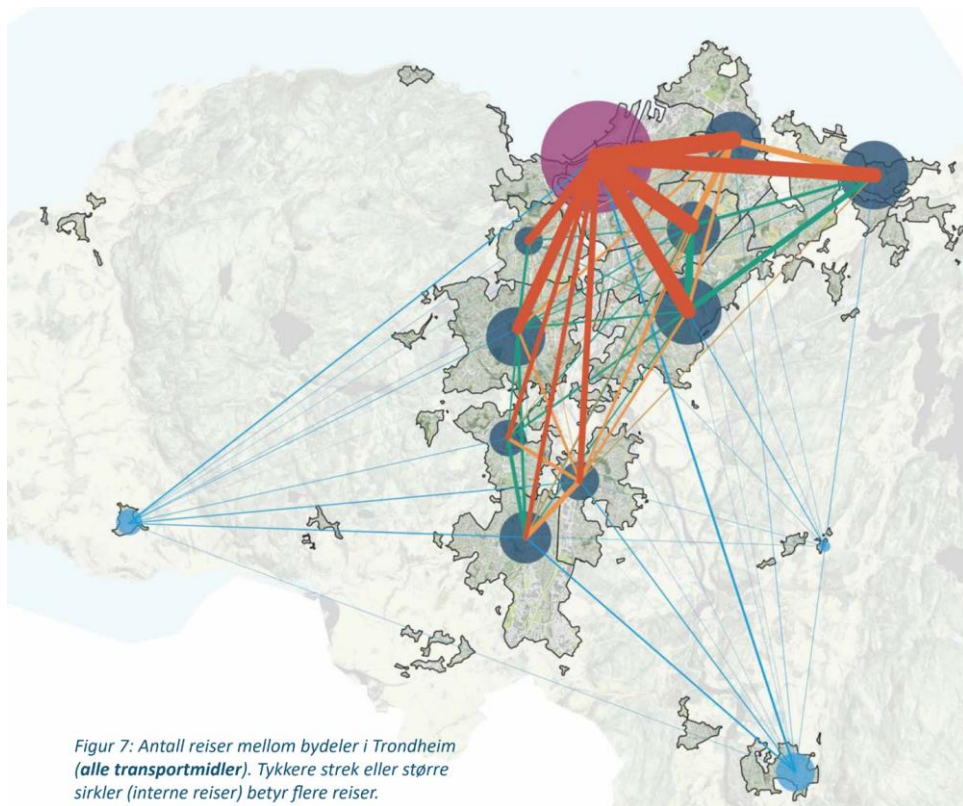 Figur 7: Antall reiser mellom bydeler i Trondheim
(alle transportmidler). Tykkere strek eller større
sirkler (interne reiser) betyr flere reiser.